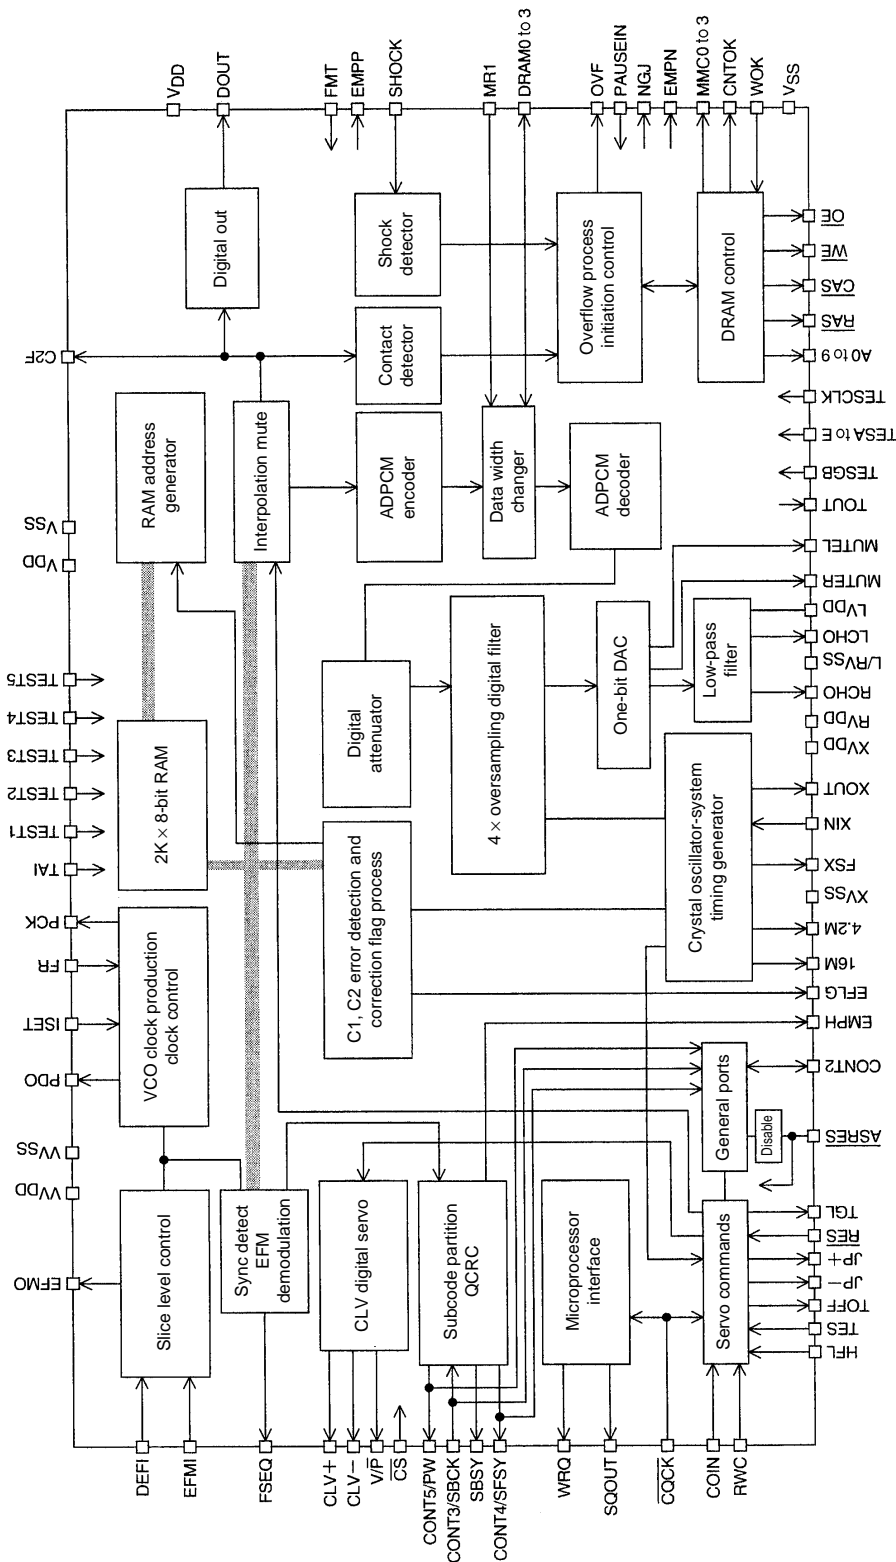 VDD
DOUT
FMT
EMPP
SHOCK
MR1
DRAM0 to 3
OVF
PAUSEIN
NGJ
EMPN
MMC0 to 3
CNTOK
WOK
VSS
Digital out
Shock
detector
Overflow process
initiation control
DRAM control
OE
WE
CAS
RAS
A0 to 9
C2F
Contact
detector
TESCLK
TESA to E
TESGB
TOUT
RAM address
generator
Interpolation mute
ADPCM
encoder
Data width
changer
ADPCM
decoder
VSS
VDD
MUTEL
MUTER
LVDD
LCHO
L/RVSS
RCHO
RVDD
XVDD
TEST5
TEST4
TEST3
TEST2
TEST1
TAI
2K × 8-bit RAM
Digital
attenuator
4 × oversampling digital filter
One-bit DAC
Low-pass
filter
XOUT
XIN
FSX
XVSS
4.2M
16M
EFLG
EMPH
CONT2
ASRES
PCK
FR
ISET
PDO
VCO clock production
clock control
C1, C2 error detection and
correction flag process
Crystal oscillator-system
timing generator
General ports
Disable
VVSS
VVDD
EFMO
Slice level control
Sync detect
EFM
demodulation
CLV digital servo
Subcode partition
QCRC
Microprocessor
interface
Servo commands
TGL
RES
JP+
JP−
TOFF
TES
HFL
DEFI
EFMI
FSEQ
CLV+
CLV−
V/P
CS
CONT5/PW
CONT3/SBCK
SBSY
CONT4/SFSY
WRQ
SQOUT
CQCK
COIN
RWC